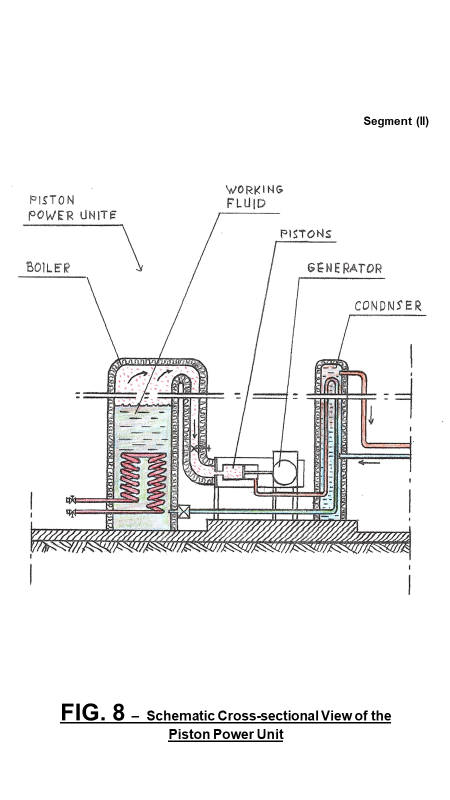 Segment (II)
WORKING
FLUID
PISTON
POWER UNITE
PISTONS
BOILER
GENERATOR
CONDNSER
FIG. 8 – Schematic Cross-sectional View of the
Piston Power Unit